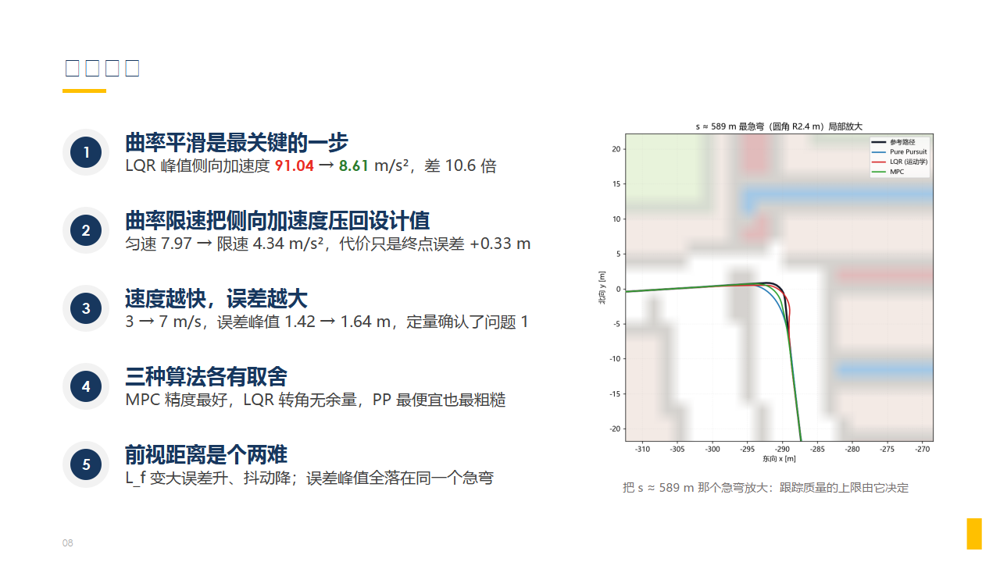 1
曲率平滑是最关键的一步
LQR 峰值侧向加速度 91.04 → 8.61 m/s²，差 10.6 倍
2
曲率限速把侧向加速度压回设计值
匀速 7.97 → 限速 4.34 m/s²，代价只是终点误差 +0.33 m
3
速度越快，误差越大
3 → 7 m/s，误差峰值 1.42 → 1.64 m，定量确认了问题 1
4
三种算法各有取舍
MPC 精度最好，LQR 转角无余量，PP 最便宜也最粗糙
5
前视距离是个两难
L_f 变大误差升、抖动降；误差峰值全落在同一个急弯
s ≈ 589 m 最急弯（圆角 R2.4 m）局部放大
参考路径
Pure Pursuit
LQR (运动学)
MPC
北向 y [m]
20
15
10
5
0
-5
-10
-15
-20
-310 -305 -300 -295 -290 -285 -280 -275 -270
东向 x [m]
把 s ≈ 589 m 那个急弯放大：跟踪质量的上限由它决定
08